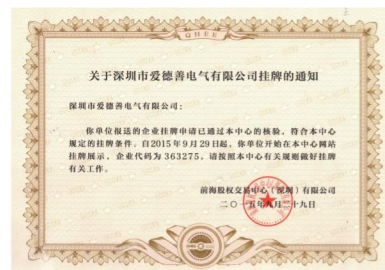 QHEE
关于深圳市爱德善电气有限公司挂牌的通知
深圳市爱德善电气有限公司：
你单位报送的企业挂牌申请已通过本中心的核验，符合本中心
规定的挂牌条件。自2015年9月29日起，你单位开始在本中心网站
挂牌展示，企业代码为363275，请按照本中心有关规则做好挂牌
有关工作。
前海股权交易中心（深圳）有限公司
二〇一五年九月二十九日